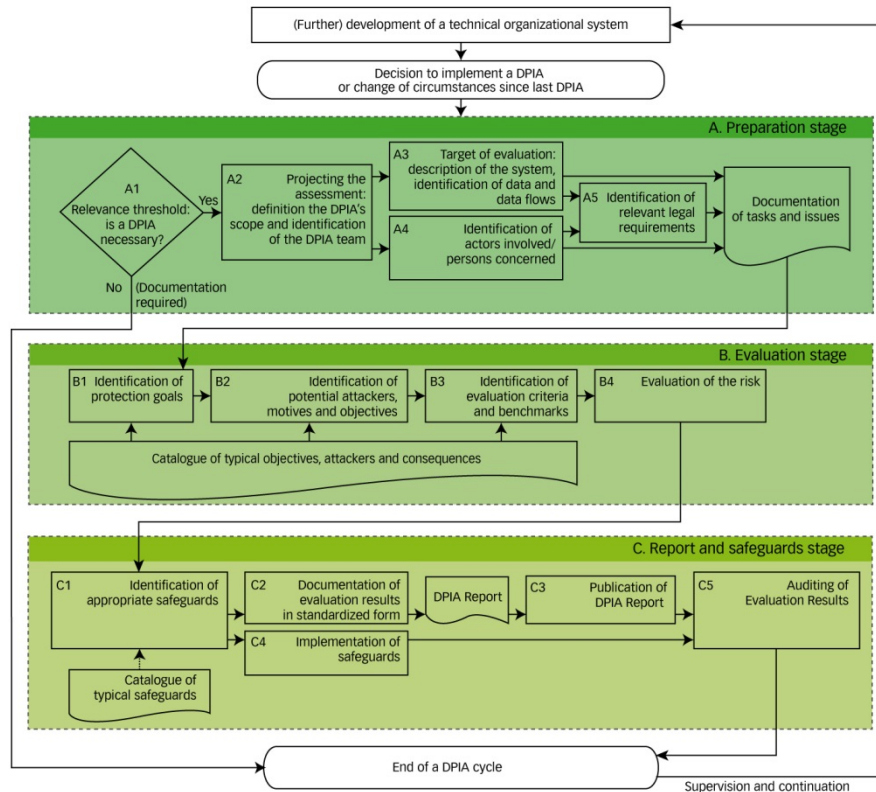 (Further) development of a technical organizational system
Decision to implement a DPIA
or change of circumstances since last DPIA
A. Preparation stage
A1
Relevance threshold:
is a DPIA
necessary?
Yes
No (Documentation
required)
A2 Projecting the
assessment:
definition the DPIA's
scope and identification
of the DPIA team
A3 Target of evaluation:
description of the system,
identification of data and
data flows
A4 Identification of
actors involved/
persons concerned
A5 Identification of
relevant legal
requirements
Documentation
of tasks and issues
B. Evaluation stage
B1 Identification of
protection goals
B2 Identification of
potential attackers,
motives and objectives
B3 Identification of
evaluation criteria
and benchmarks
B4 Evaluation of the risk
Catalogue of typical objectives, attackers and consequences
C. Report and safeguards stage
C1 Identification of
appropriate safeguards
C2 Documentation of
evaluation results
in standardized form
DPIA Report
C3 Publication of
DPIA Report
C5 Auditing of
Evaluation Results
C4 Implementation of
safeguards
Catalogue of
typical safeguards
End of a DPIA cycle
Supervision and continuation